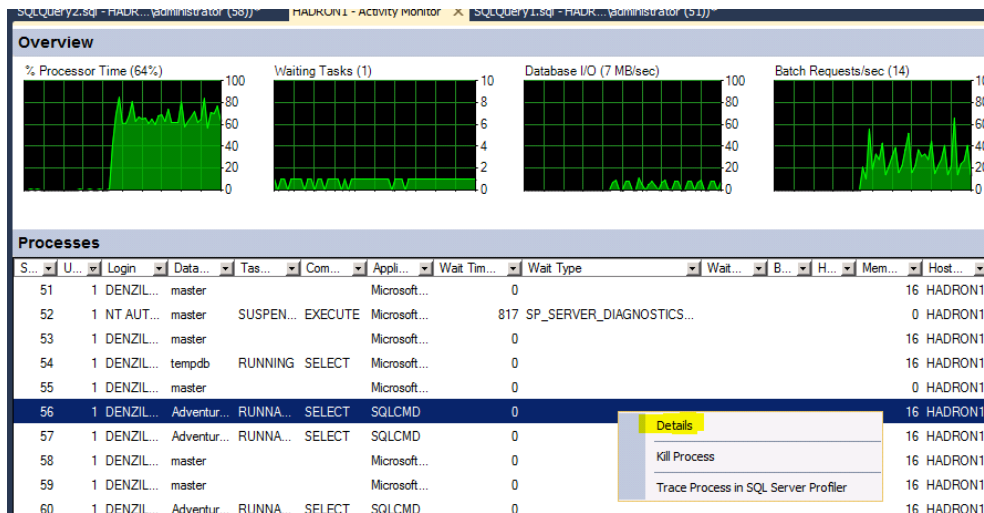 SQLQuery2.sql - HADR...\administrator (58))* HADRON1 - Activity Monitor X SQLQuery1.sql - HADR...\administrator (51))*
Overview
% Processor Time (64%) Waiting Tasks (1) Database I/O (7 MB/sec) Batch Requests/sec (14)
100 10 100 10
80 8 80 80
60 6 60 60
40 4 40 40
20 2 20 20
0 0 0 0
Processes
S... U... Login Data... Tas... Com... Appli... Wait Tim... Wait Type Wait... B... H... Mem... Host...
51 1 DENZIL... master Microsoft... 0 16 HADRON1
52 1 NT AUT... master SUSPEN... EXECUTE Microsoft... 817 SP_SERVER_DIAGNOSTICS... 0 HADRON1
53 1 DENZIL... master Microsoft... 0 16 HADRON1
54 1 DENZIL... tempdb RUNNING SELECT Microsoft... 0 16 HADRON1
55 1 DENZIL... master Microsoft... 0 0 HADRON1
56 1 DENZIL... Adventur... RUNNA... SELECT SQLCMD 0 16 HADRON1
Details
57 1 DENZIL... Adventur... RUNNA... SELECT SQLCMD 0 16 HADRON1
58 1 DENZIL... master Microsoft... 0 16 HADRON1
Kill Process
59 1 DENZIL... master Microsoft... 0 16 HADRON1
Trace Process in SQL Server Profiler
60 1 DENZIL... Adventur... RUNNA... SELECT SQLCMD 0 16 HADRON1